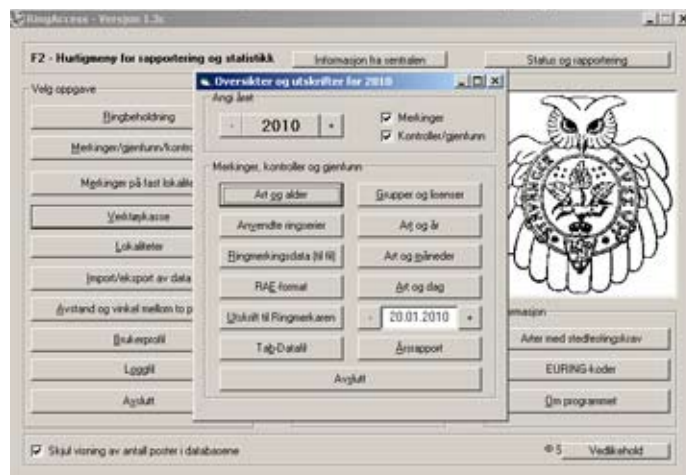 RingAccess - Versjon 1.3c
F2 - Hurtigmeny for rapportering og statistikk
Informasjon fra sentralen
Status og rapportering
Velg oppgave
Ringbeholdning
Merkinger/gjenfunn/kontro
Merkinger på fast lokalite
Verktøykasse
Lokaliteter
Import/eksport av data
Avstand og vinkel mellom to p
Brukerprofil
Loggfil
Avslutt
Oversikter og utskrifter for 2010
Angi året
- 2010 +
Merkinger
Kontroller/gjenfunn
Merkinger, kontroller og gjenfunn
Art og alder
Grupper og lisenser
Anvendte ringserier
Art og år
Ringmerkingsdata (til fil)
Art og måneder
RAE-format
Art og dag
Utskrift til Ringmerkaren
- 20.01.2010 +
Tab-Datafil
Årsrapport
Avslutt
STAVANGER MUSEUM
ormasjon
Arter med stedfestingskrav
EURING-koder
Om programmet
Skjul visning av antall poster i databasene
© S
Vedlikehold